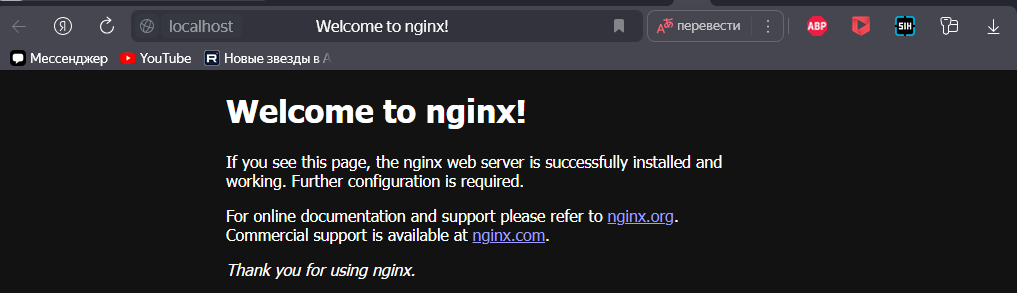 Я localhost Welcome to nginx! перевести ABP SIH
Мессенджер YouTube R Новые звезды в А
Welcome to nginx!
If you see this page, the nginx web server is successfully installed and
working. Further configuration is required.
For online documentation and support please refer to nginx.org.
Commercial support is available at nginx.com.
Thank you for using nginx.